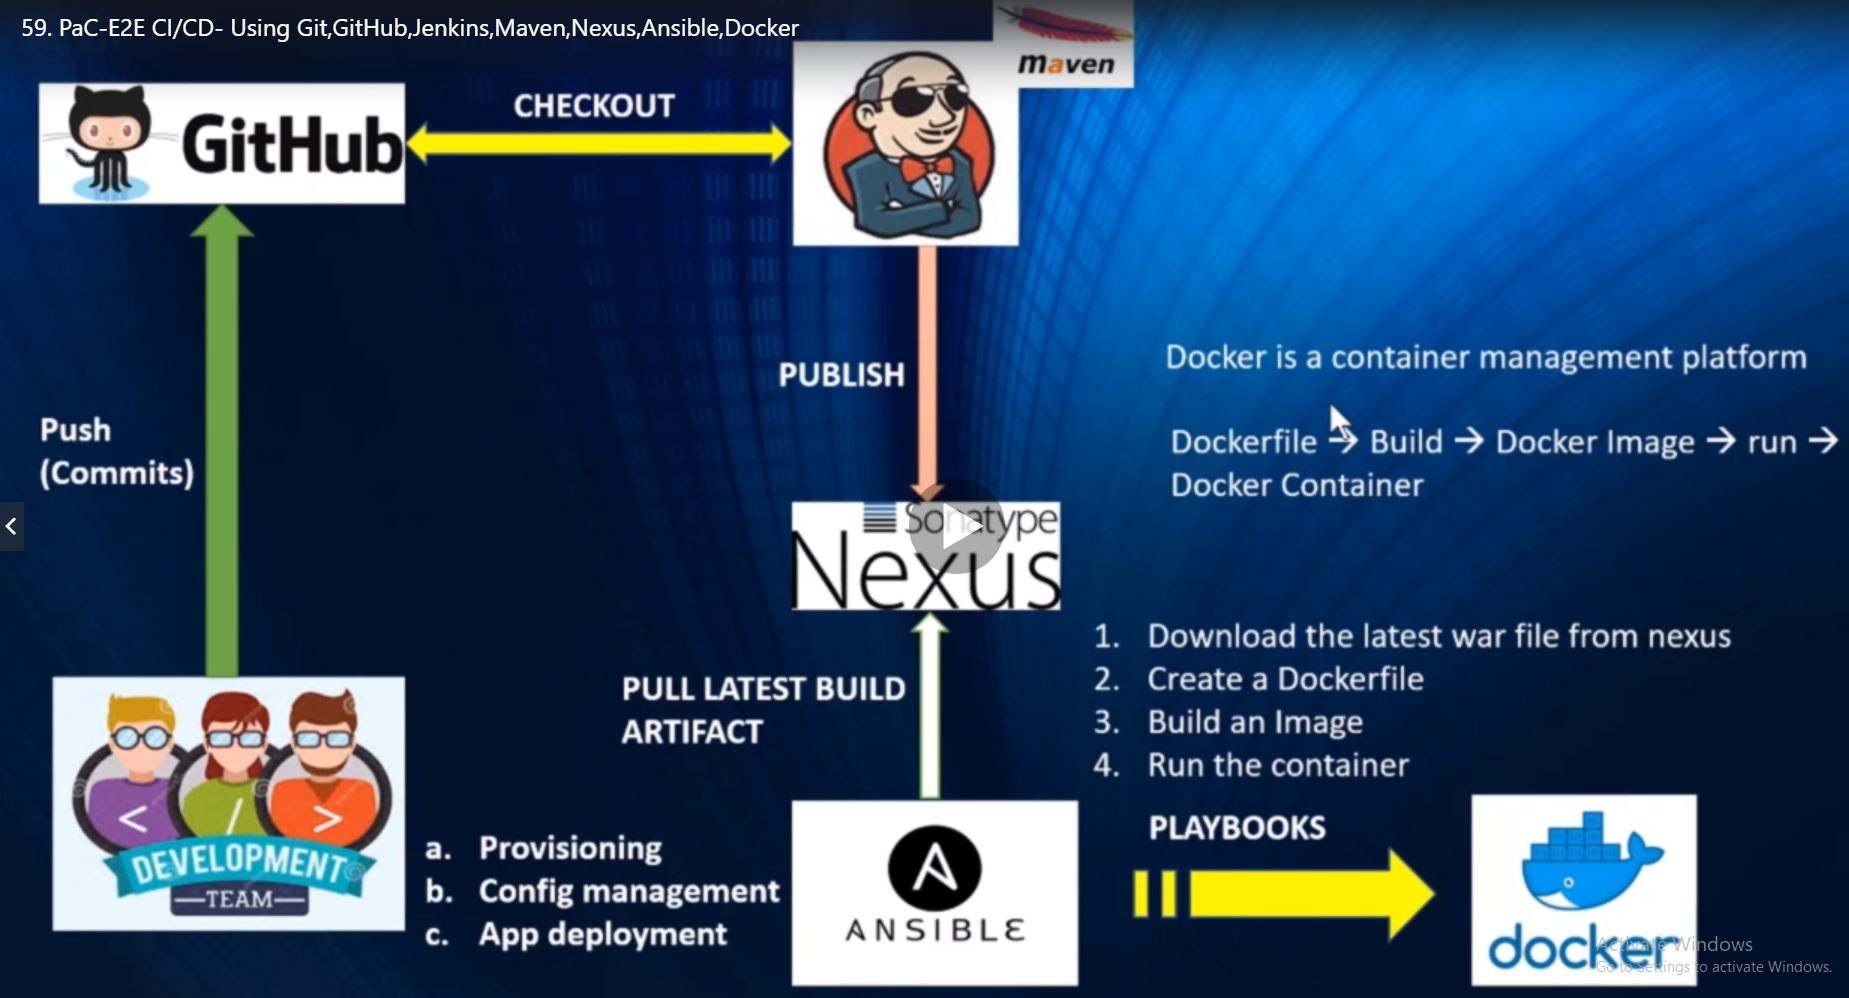 59. PaC-E2E CI/CD- Using Git,GitHub,Jenkins,Maven,Nexus,Ansible,Docker
maven
GitHub
CHECKOUT
PUBLISH
Docker is a container management platform
Dockerfile → Build → Docker Image → run →
Docker Container
Push
(Commits)
Sonatype
Nexus
1. Download the latest war file from nexus
2. Create a Dockerfile
3. Build an Image
4. Run the container
PULL LATEST BUILD
ARTIFACT
< / >
DEVELOPMENT
TEAM
a. Provisioning
b. Config management
c. App deployment
ANSIBLE
PLAYBOOKS
docker
Activate Windows
Go to Settings to activate Windows.